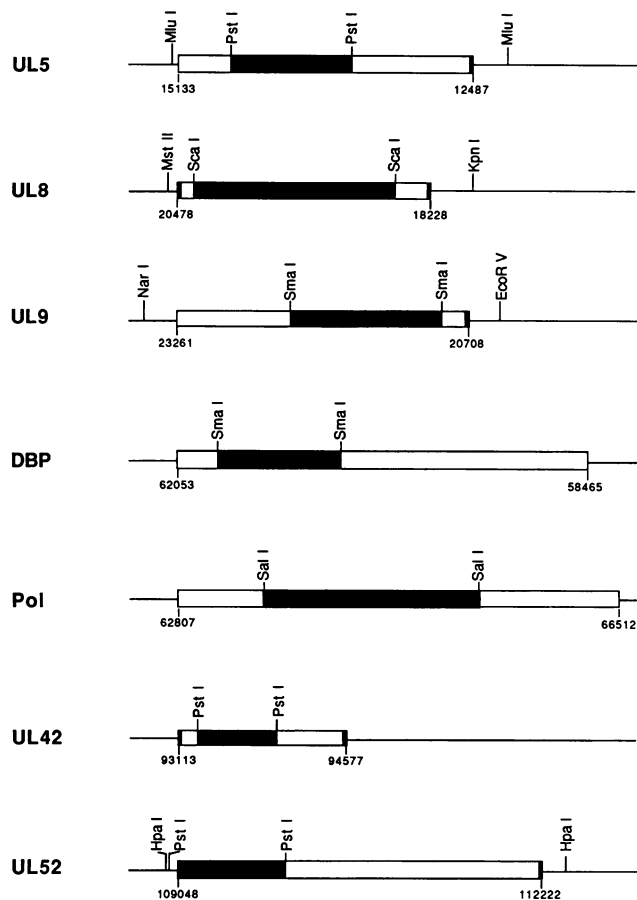 Mlu I
Pst I
Pst I
Mlu I
UL5
15133
12487
Mst II
Sca I
Sca I
Kpn I
UL8
20478
18228
Nar I
Sma I
Sma I
EcoR V
UL9
23261
20708
Sma I
Sma I
DBP
62053
58465
Sal I
Sal I
Pol
62807
66512
Pst I
Pst I
UL42
93113
94577
Hpa I
Pst I
Pst I
Hpa I
UL52
109048
112222